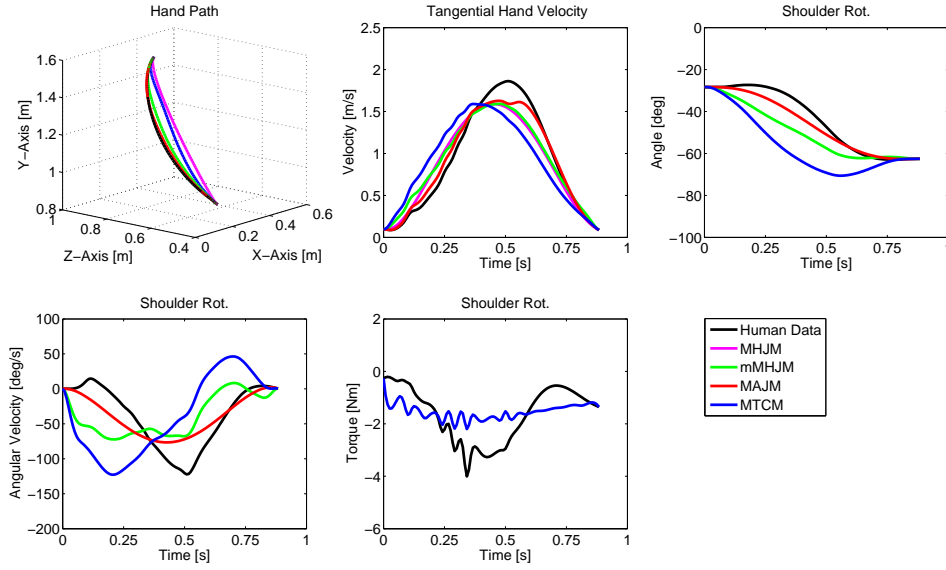 Hand Path
Y−Axis [m]
1.6
1.4
1.2
1
0.8
1
0.8
0.6
0.4
Z−Axis [m]
0
0.2
0.4
0.6
X−Axis [m]
Tangential Hand Velocity
Velocity [m/s]
2.5
2
1.5
1
0.5
0
0
0.25
0.5
0.75
1
Time [s]
Shoulder Rot.
Angle [deg]
0
−20
−40
−60
−80
−100
0
0.25
0.5
0.75
1
Time [s]
Shoulder Rot.
Angular Velocity [deg/s]
100
50
0
−50
−100
−150
−200
0
0.25
0.5
0.75
1
Time [s]
Shoulder Rot.
Torque [Nm]
2
0
−2
−4
−6
0
0.25
0.5
0.75
1
Time [s]
Human Data
MHJM
mMHJM
MAJM
MTCM